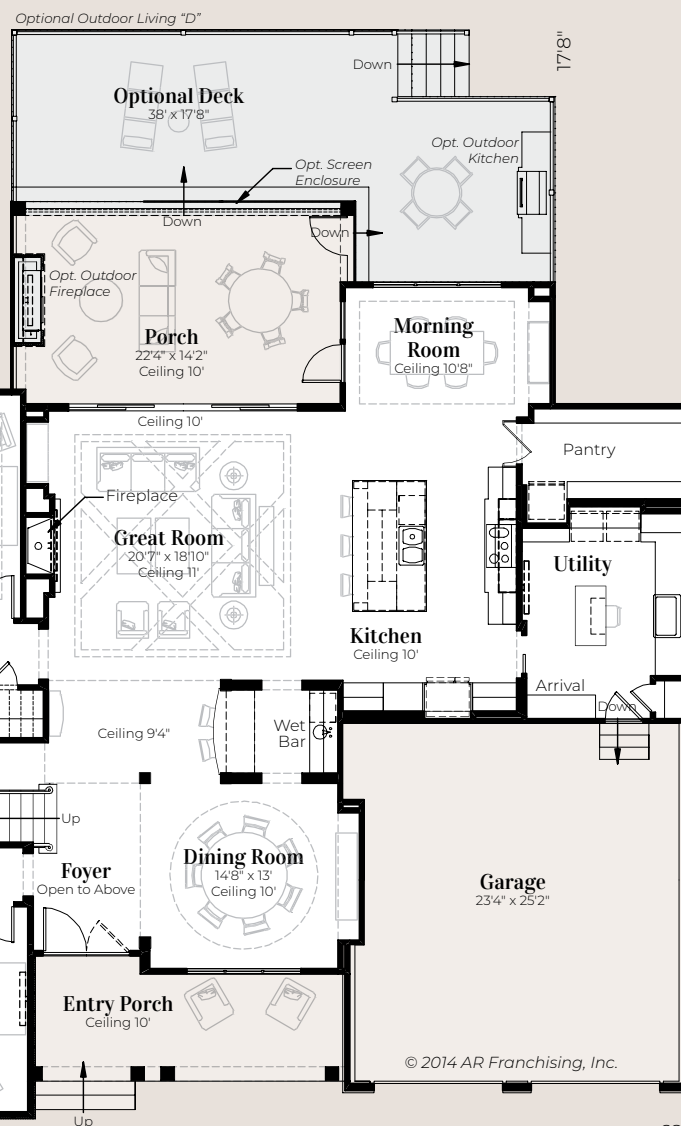 Optional Outdoor Living “D”
17'8"
Down
Optional Deck
38' x 17'8"
Opt. Outdoor
Kitchen
Opt. Screen
Enclosure
Down
Down
Opt. Outdoor
Fireplace
Porch
22'4" x 14'2"
Ceiling 10'
Morning
Room
Ceiling 10'8"
Ceiling 10'
Pantry
Fireplace
Great Room
20'7" x 18'10"
Ceiling 11'
Utility
Kitchen
Ceiling 10'
Arrival
Down
Ceiling 9'4"
Wet
Bar
Up
Foyer
Open to Above
Dining Room
14'8" x 13'
Ceiling 10'
Garage
23'4" x 25'2"
Entry Porch
Ceiling 10'
© 2014 AR Franchising, Inc.
Up